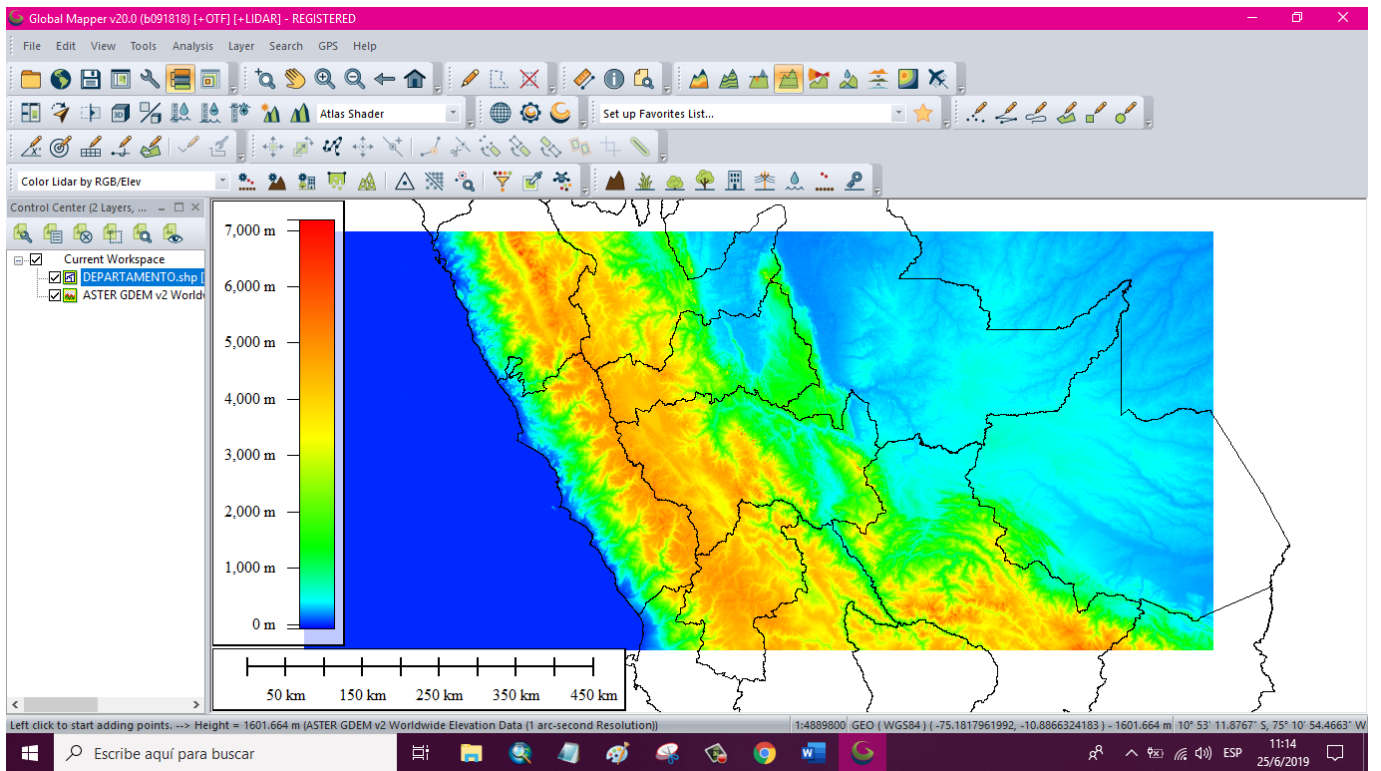 Global Mapper v20.0 (b091818) [+OTF] [+LIDAR] - REGISTERED
File Edit View Tools Analysis Layer Search GPS Help
Atlas Shader
Set up Favorites List...
Color Lidar by RGB/Elev
Control Center (2 Layers, ...
Current Workspace
DEPARTAMENTO.shp [
ASTER GDEM v2 World
7,000 m
6,000 m
5,000 m
4,000 m
3,000 m
2,000 m
1,000 m
0 m
50 km 150 km 250 km 350 km 450 km
Left click to start adding points. --> Height = 1601.664 m (ASTER GDEM v2 Worldwide Elevation Data (1 arc-second Resolution)) 1:4889800 GEO ( WGS84 ) ( -75.1817961992, -10.8866324183 ) - 1601.664 m 10° 53' 11.8767" S, 75° 10' 54.4663" W
Escribe aquí para buscar
ESP
11:14
25/6/2019